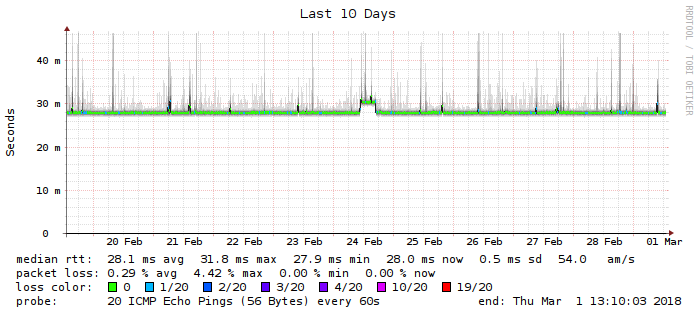 Last 10 Days
RRDTOOL / TOBI OETIKER
Seconds
40 m
30 m
20 m
10 m
0
20 Feb 21 Feb 22 Feb 23 Feb 24 Feb 25 Feb 26 Feb 27 Feb 28 Feb 01 Mar
median rtt: 28.1 ms avg 31.8 ms max 27.9 ms min 28.0 ms now 0.5 ms sd 54.0 am/s
packet loss: 0.29 % avg 4.42 % max 0.00 % min 0.00 % now
loss color: 0 1/20 2/20 3/20 4/20 10/20 19/20
probe: 20 ICMP Echo Pings (56 Bytes) every 60s end: Thu Mar 1 13:10:03 2018